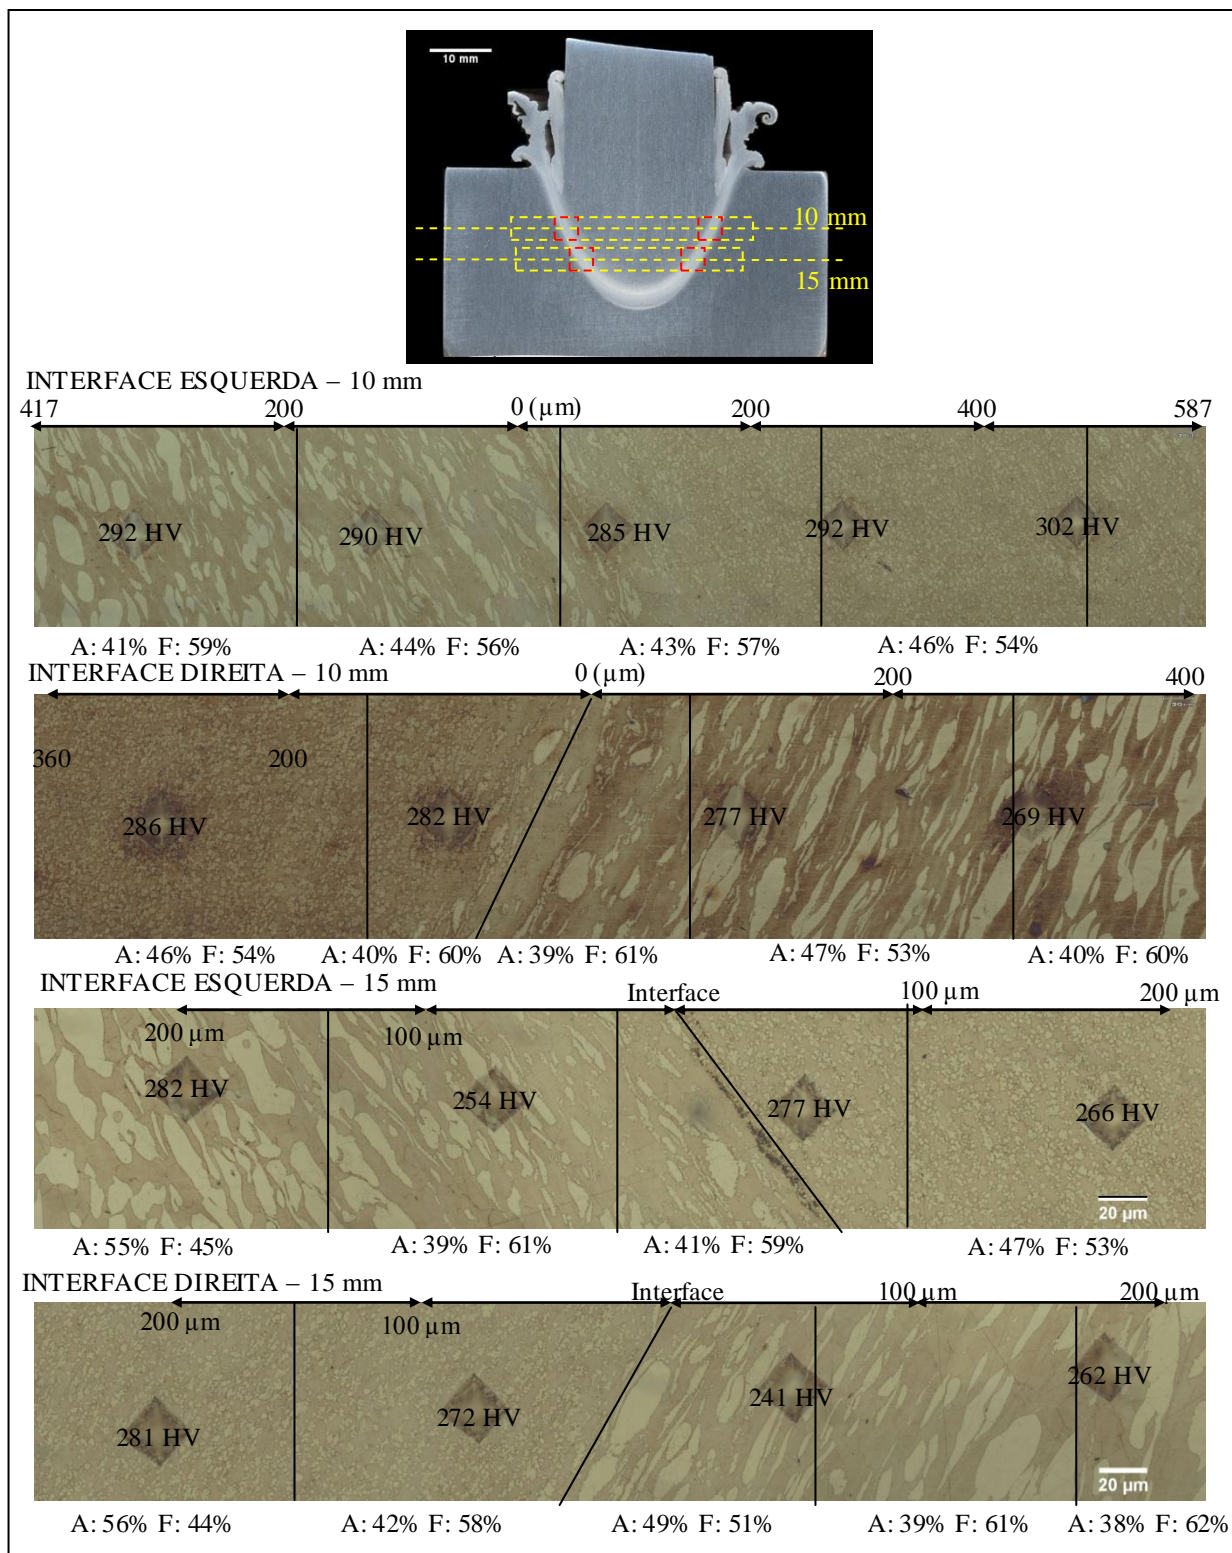 10 mm
10 mm
15 mm
INTERFACE ESQUERDA – 10 mm
417 200 0 (µm) 200 400 587
292 HV 290 HV 285 HV 292 HV 302 HV
A: 41% F: 59% A: 44% F: 56% A: 43% F: 57% A: 46% F: 54%
INTERFACE DIREITA – 10 mm 0 (µm) 200 400
360 200
286 HV 282 HV 277 HV 269 HV
A: 46% F: 54% A: 40% F: 60% A: 39% F: 61% A: 47% F: 53% A: 40% F: 60%
INTERFACE ESQUERDA – 15 mm Interface 100 µm 200 µm
200 µm 100 µm
282 HV 254 HV 277 HV 266 HV
20 µm
A: 55% F: 45% A: 39% F: 61% A: 41% F: 59% A: 47% F: 53%
INTERFACE DIREITA – 15 mm Interface 100 µm 200 µm
200 µm 100 µm
281 HV 272 HV 241 HV 262 HV
20 µm
A: 56% F: 44% A: 42% F: 58% A: 49% F: 51% A: 39% F: 61% A: 38% F: 62%